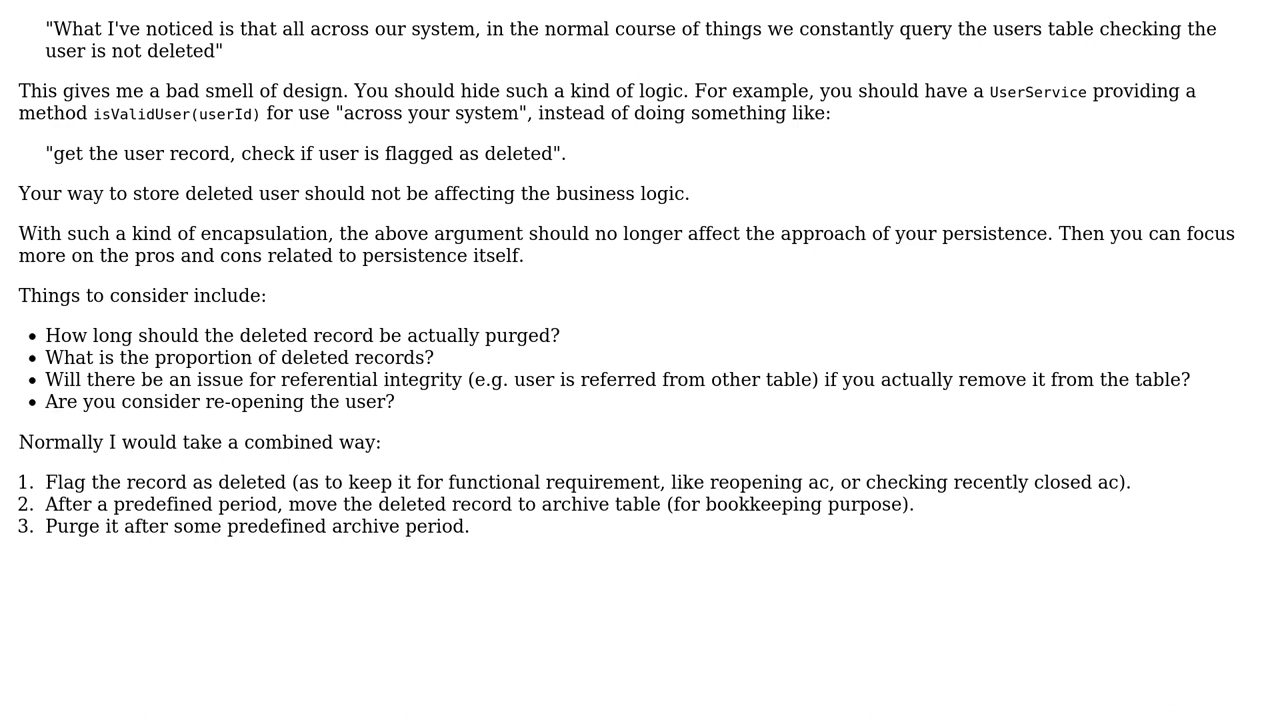 "What I've noticed is that all across our system, in the normal course of things we constantly query the users table checking the
user is not deleted"
This gives me a bad smell of design. You should hide such a kind of logic. For example, you should have a UserService providing a
method isValidUser(userId) for use "across your system", instead of doing something like:
"get the user record, check if user is flagged as deleted".
Your way to store deleted user should not be affecting the business logic.
With such a kind of encapsulation, the above argument should no longer affect the approach of your persistence. Then you can focus
more on the pros and cons related to persistence itself.
Things to consider include:
• How long should the deleted record be actually purged?
• What is the proportion of deleted records?
• Will there be an issue for referential integrity (e.g. user is referred from other table) if you actually remove it from the table?
• Are you consider re-opening the user?
Normally I would take a combined way:
1. Flag the record as deleted (as to keep it for functional requirement, like reopening ac, or checking recently closed ac).
2. After a predefined period, move the deleted record to archive table (for bookkeeping purpose).
3. Purge it after some predefined archive period.